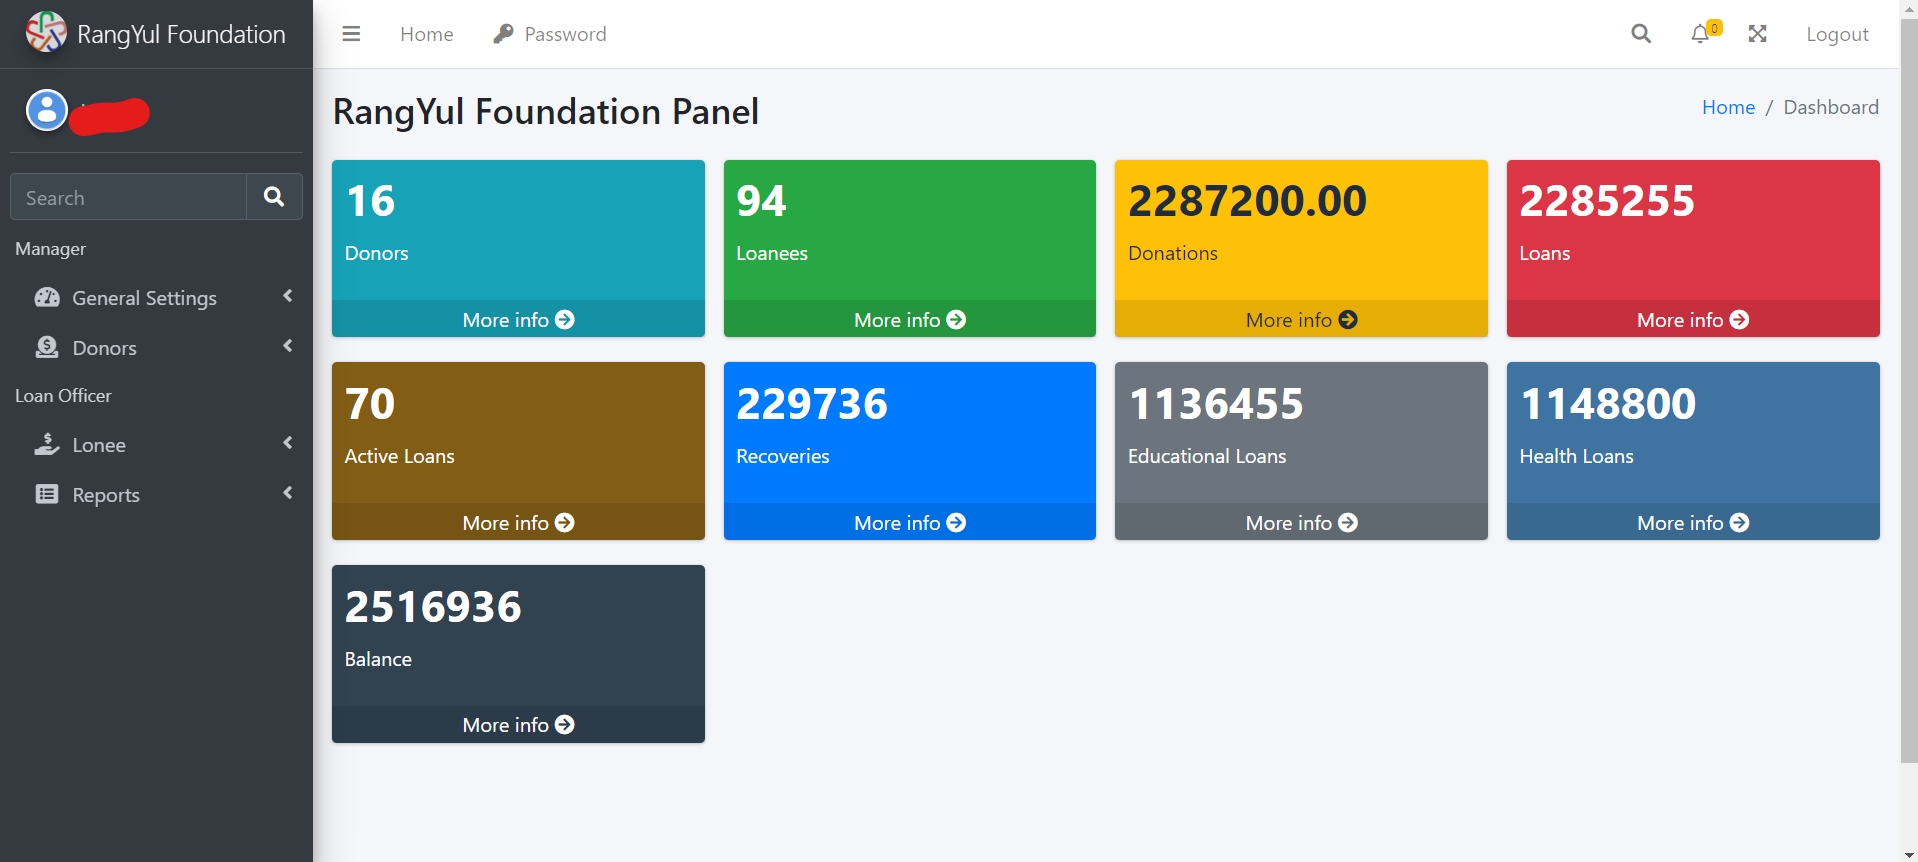 RangYul Foundation
Home
Password
0
Logout
RangYul Foundation Panel
Home / Dashboard
Search
Manager
General Settings
Donors
Loan Officer
Lonee
Reports
16
Donors
More info
94
Loanees
More info
2287200.00
Donations
More info
2285255
Loans
More info
70
Active Loans
More info
229736
Recoveries
More info
1136455
Educational Loans
More info
1148800
Health Loans
More info
2516936
Balance
More info